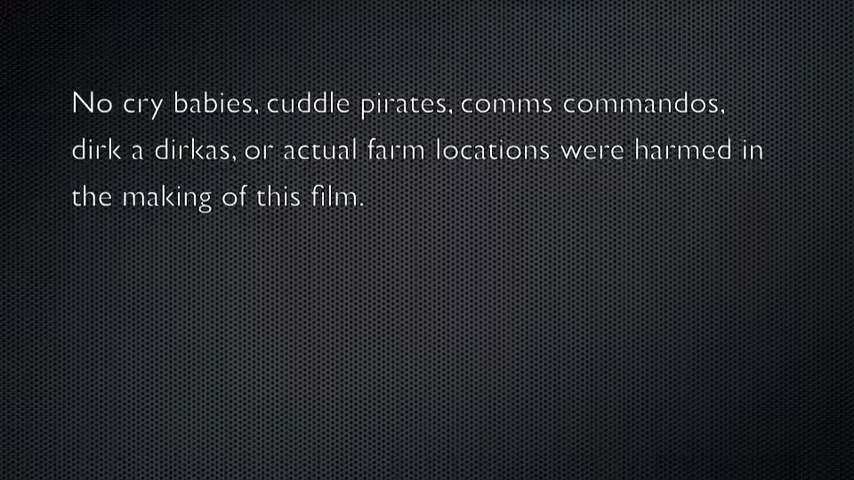 No cry babies, cuddle pirates, comms commandos,
dirk a dirkas, or actual farm locations were harmed in
the making of this film.